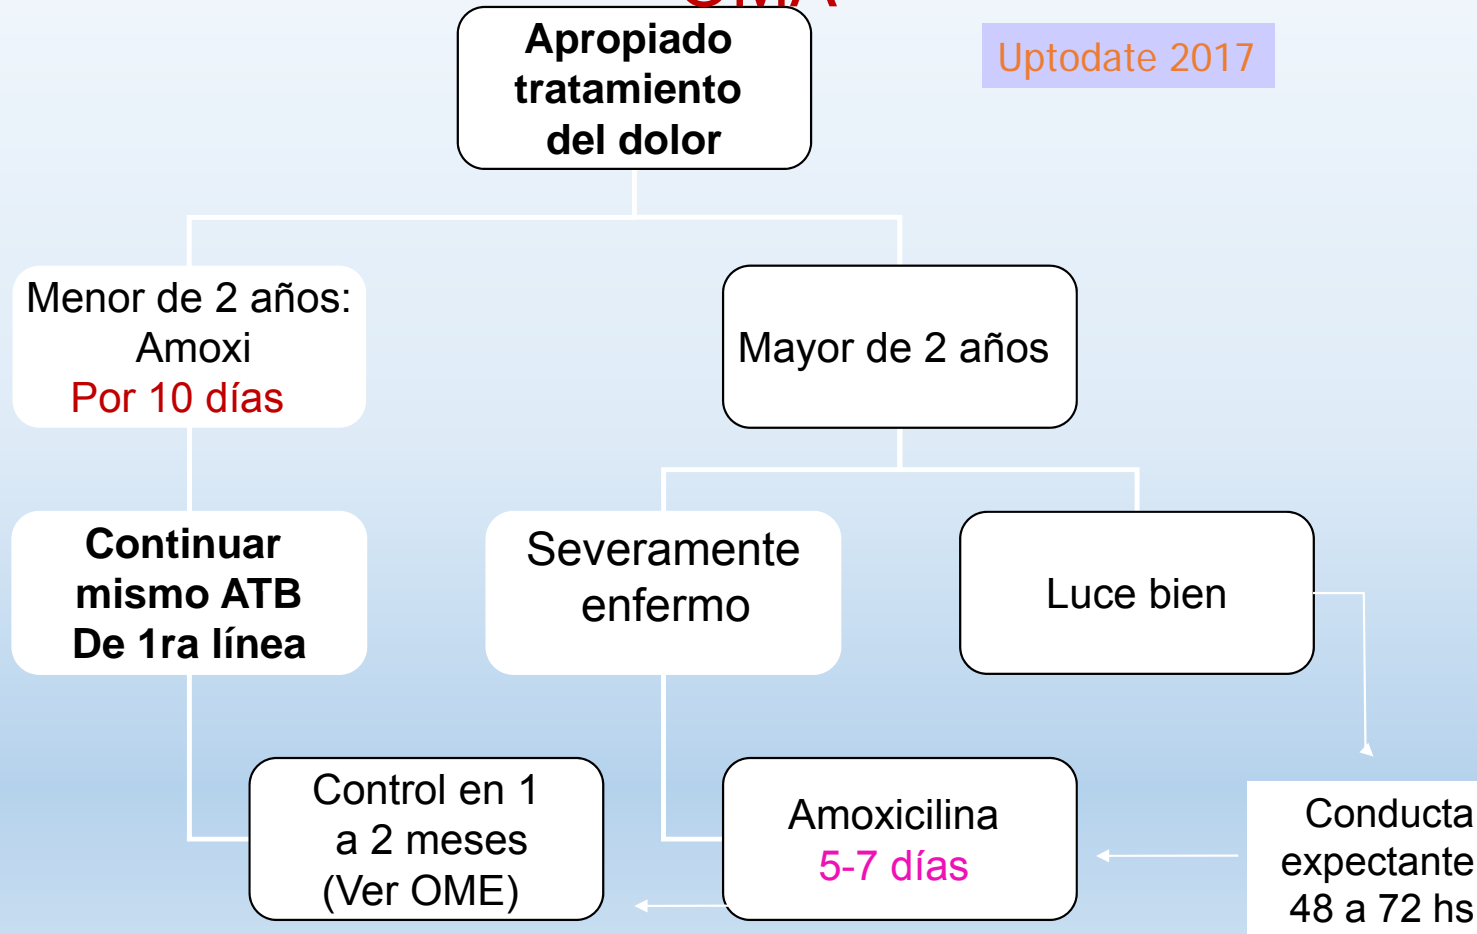 OMA
Apropiado
tratamiento
del dolor
Uptodate 2017
Menor de 2 años:
Amoxi
Por 10 días
Mayor de 2 años
Continuar
mismo ATB
De 1ra línea
Severamente
enfermo
Luce bien
Control en 1
a 2 meses
(Ver OME)
Amoxicilina
5-7 días
Conducta
expectante
48 a 72 hs